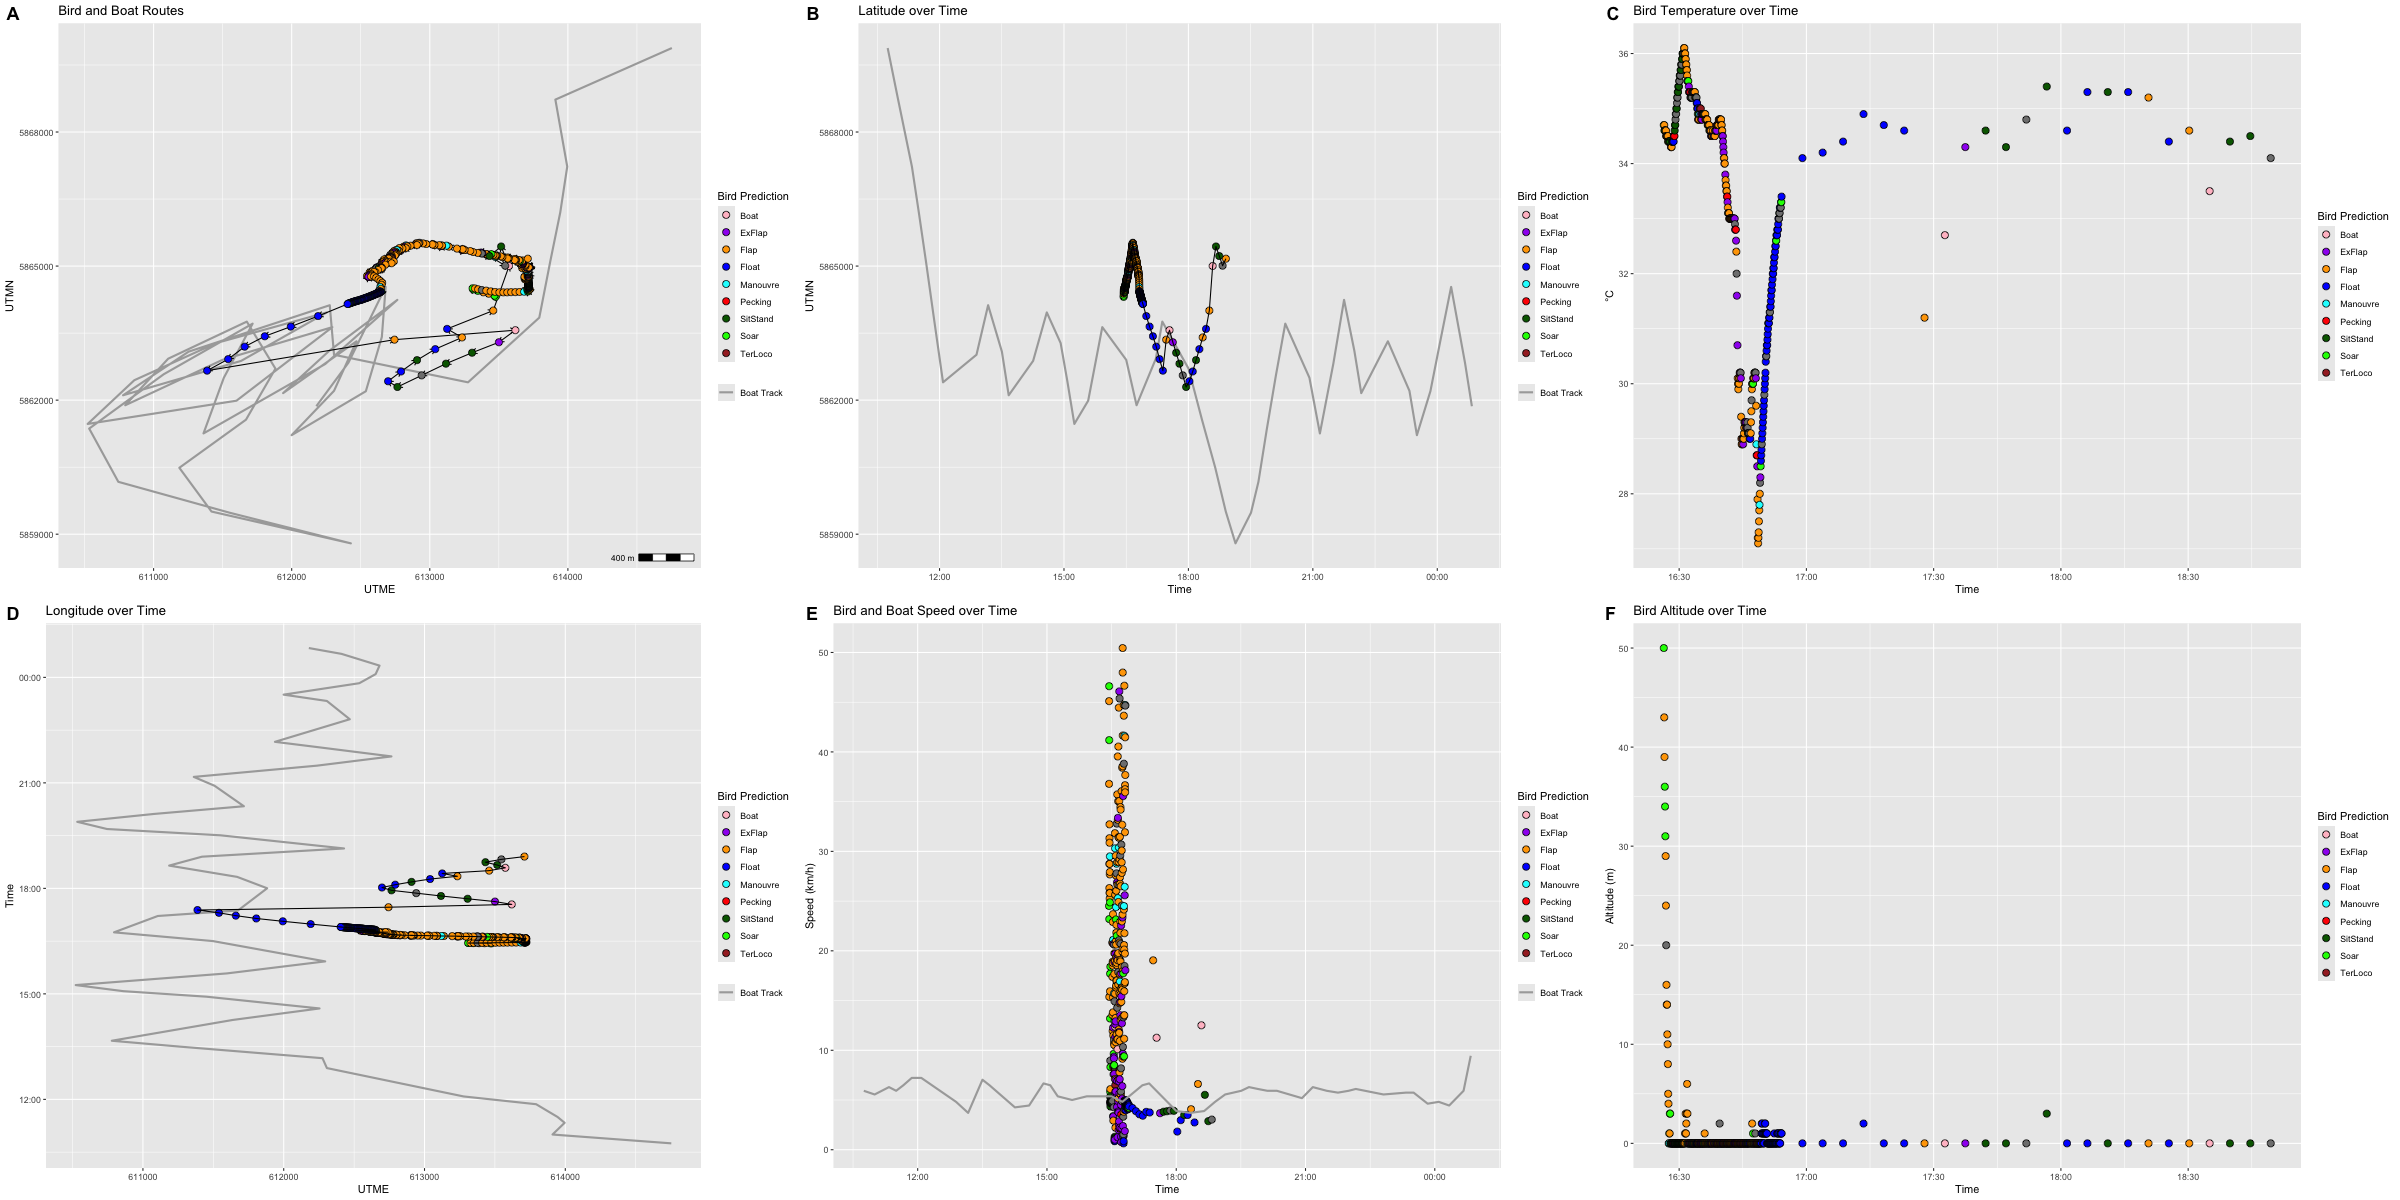 A
Bird and Boat Routes
5868000
5865000
5862000
5859000
UTMN
611000
612000
613000
614000
UTME
400 m
Bird Prediction
Boat
ExFlap
Flap
Float
Manouvre
Pecking
SitStand
Soar
TerLoco
Boat Track
B
Latitude over Time
5868000
5865000
5862000
5859000
UTMN
12:00
15:00
18:00
21:00
00:00
Time
Bird Prediction
Boat
ExFlap
Flap
Float
Manouvre
Pecking
SitStand
Soar
TerLoco
Boat Track
C
Bird Temperature over Time
36
34
32
30
28
°C
16:30
17:00
17:30
18:00
18:30
Time
Bird Prediction
Boat
ExFlap
Flap
Float
Manouvre
Pecking
SitStand
Soar
TerLoco
D
Longitude over Time
00:00
21:00
18:00
15:00
12:00
Time
611000
612000
613000
614000
UTME
Bird Prediction
Boat
ExFlap
Flap
Float
Manouvre
Pecking
SitStand
Soar
TerLoco
Boat Track
E
Bird and Boat Speed over Time
50
40
30
20
10
0
Speed (km/h)
12:00
15:00
18:00
21:00
00:00
Time
Bird Prediction
Boat
ExFlap
Flap
Float
Manouvre
Pecking
SitStand
Soar
TerLoco
Boat Track
F
Bird Altitude over Time
50
40
30
20
10
0
Altitude (m)
16:30
17:00
17:30
18:00
18:30
Time
Bird Prediction
Boat
ExFlap
Flap
Float
Manouvre
Pecking
SitStand
Soar
TerLoco